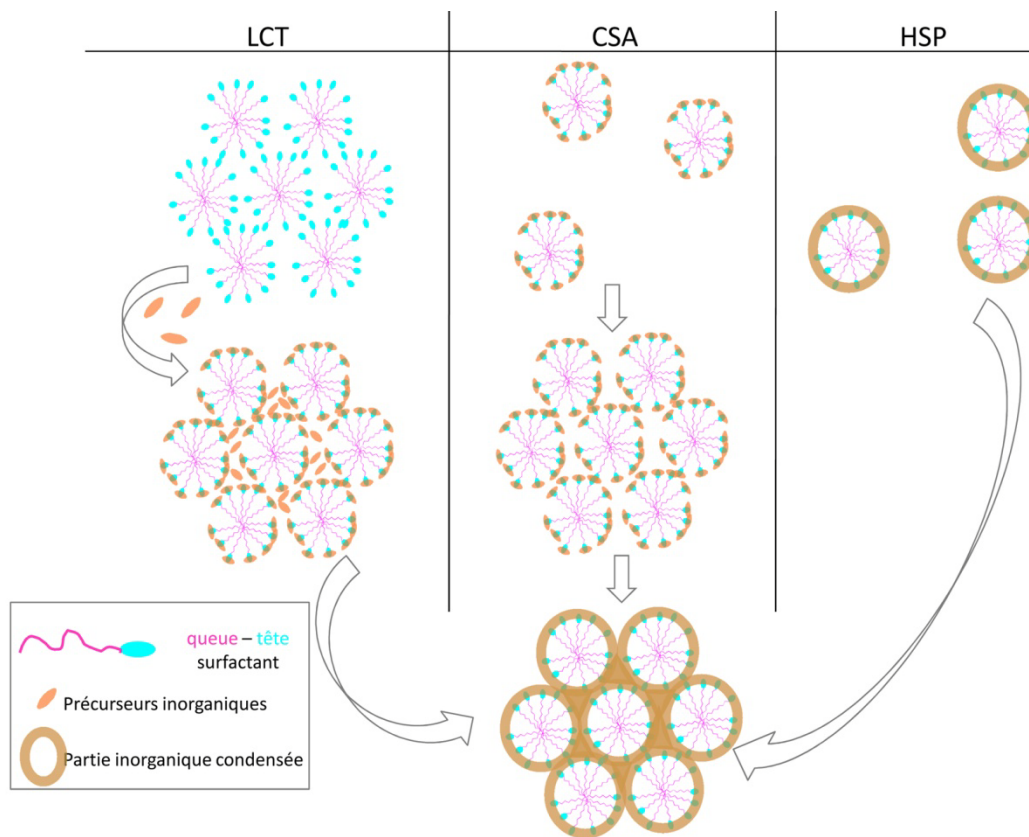 LCT
CSA
HSP
queue – tête
surfactant
Précurseurs inorganiques
Partie inorganique condensée